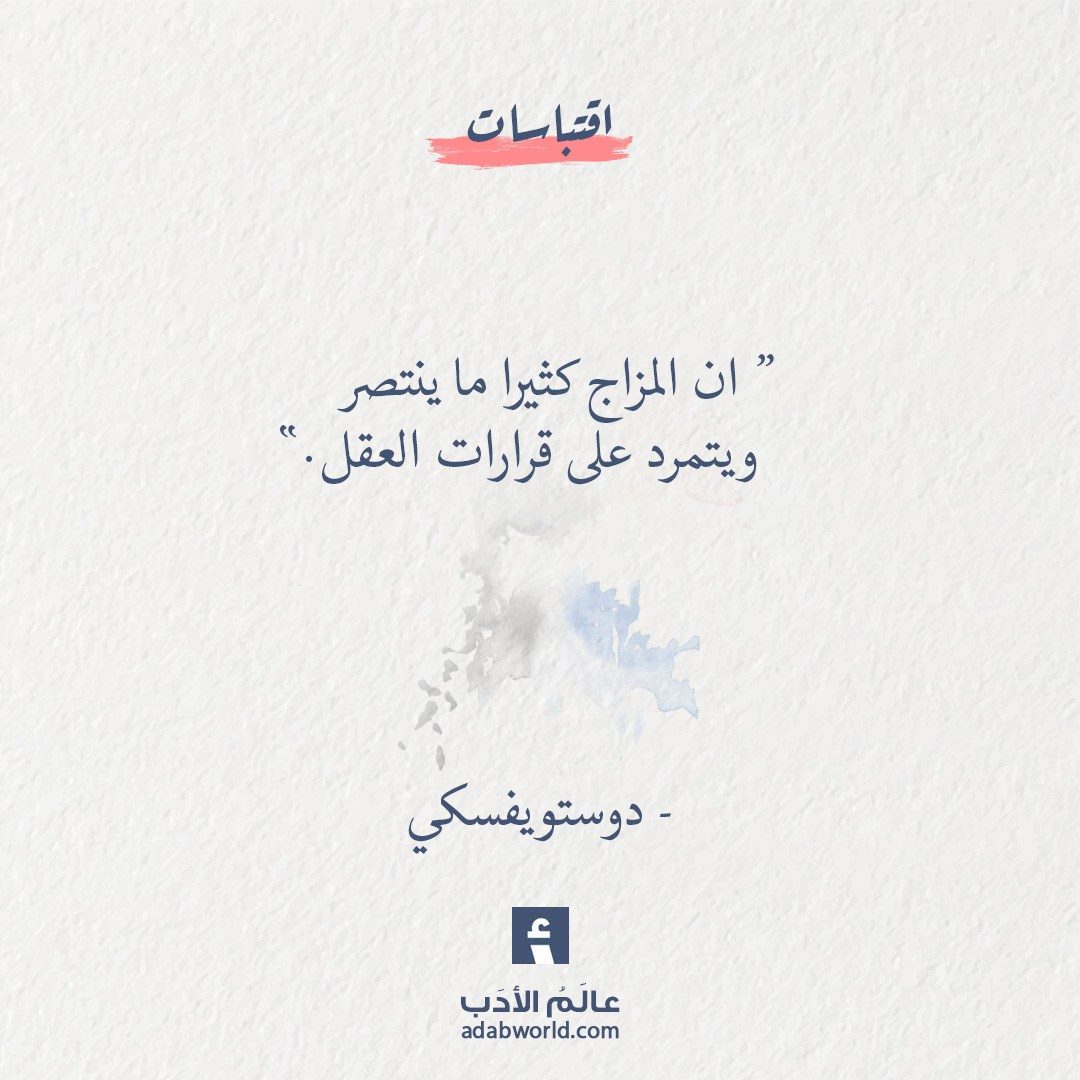 اقتباسات
” ان المزاج كثيرا ما ينتصر
ويتمرد على قرارات العقل.“
- دوستويفسكي
أ
عالَمُ الأدَب
adabworld.com